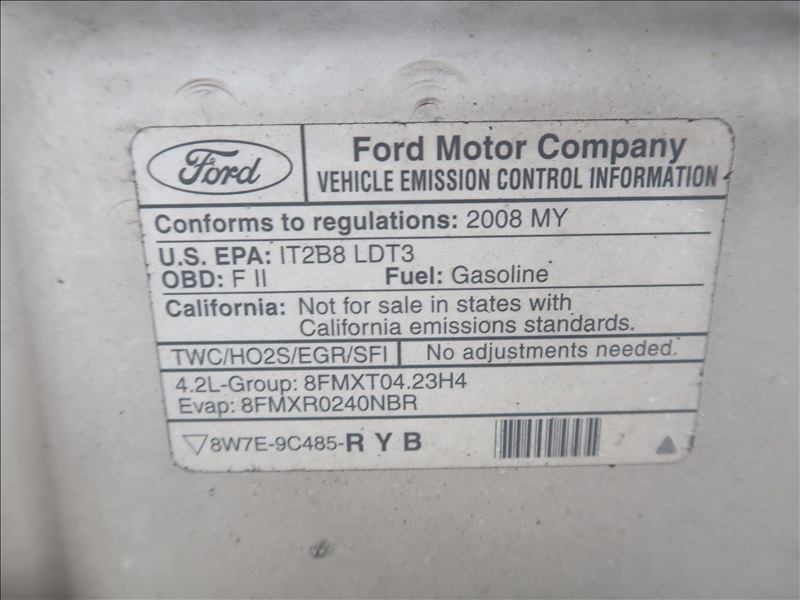 Ford
Ford Motor Company
VEHICLE EMISSION CONTROL INFORMATION
Conforms to regulations: 2008 MY
U.S. EPA: IT2B8 LDT3
OBD: F II Fuel: Gasoline
California: Not for sale in states with
California emissions standards.
TWC/HO2S/EGR/SFI No adjustments needed.
4.2L-Group: 8FMXT04.23H4
Evap: 8FMXR0240NBR
8W7E-9C485-R Y B